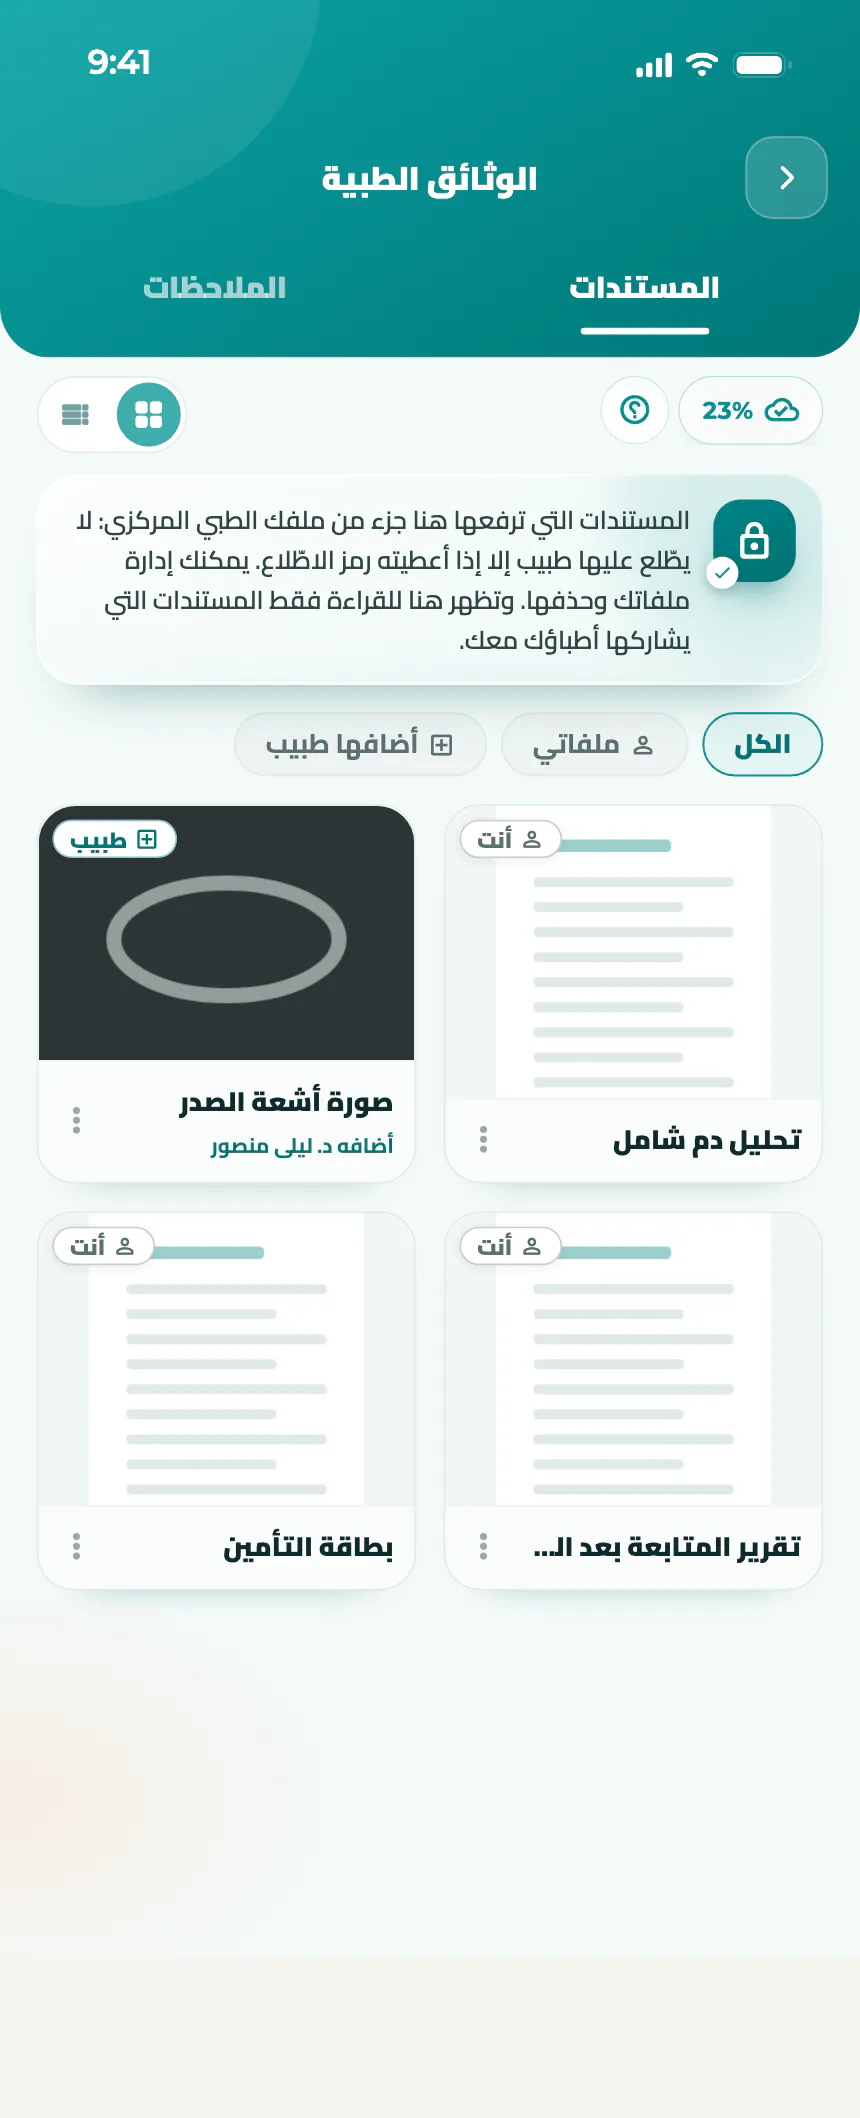 9:41
الوثائق الطبية
المستندات
الملاحظات
23%
المستندات التي ترفعها هنا جزء من ملفك الطبي المركزي: لا
يطّلع عليها طبيب إلا إذا أعطيته رمز الاطّلاع. يمكنك إدارة
ملفاتك وحذفها. وتظهر هنا للقراءة فقط المستندات التي
يشاركها أطباؤك معك.
الكل
ملفاتي
أضافها طبيب
أنت
تحليل دم شامل
طبيب
صورة أشعة الصدر
أضافه د. ليلى منصور
أنت
تقرير المتابعة بعد الـ...
أنت
بطاقة التأمين